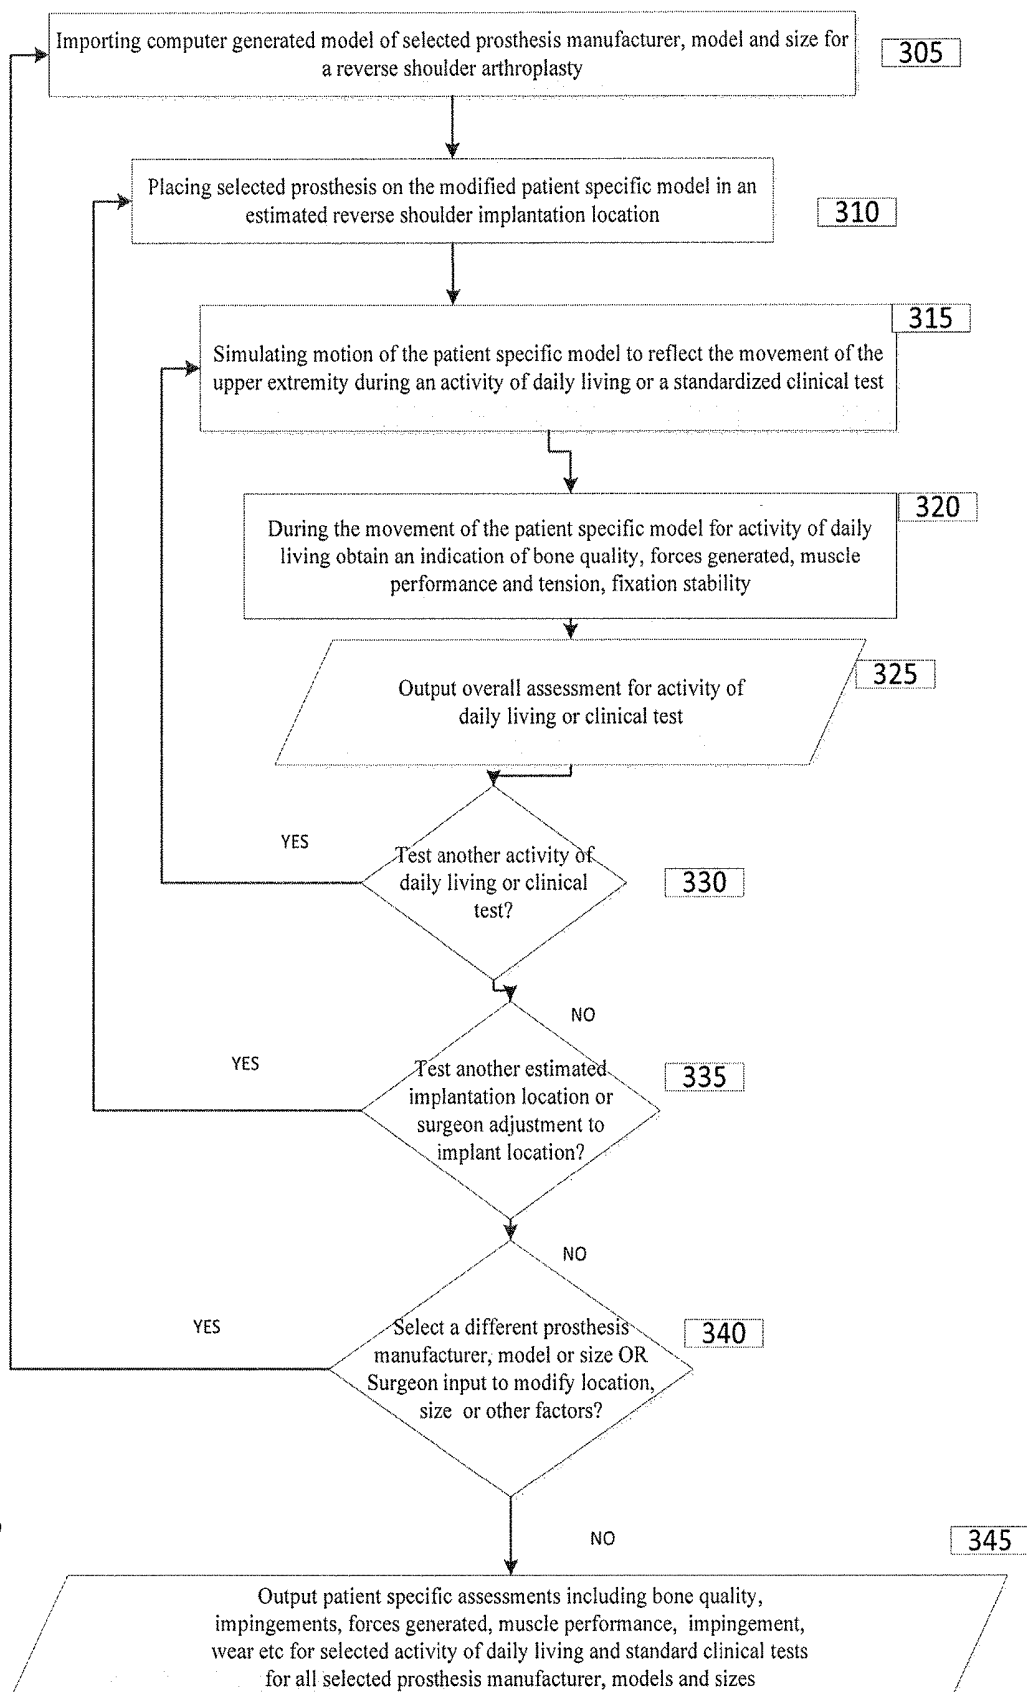 Importing computer generated model of selected prosthesis manufacturer, model and size for
a reverse shoulder arthroplasty
305
Placing selected prosthesis on the modified patient specific model in an
estimated reverse shoulder implantation location
310
315
Simulating motion of the patient specific model to reflect the movement of the
upper extremity during an activity of daily living or a standardized clinical test
320
During the movement of the patient specific model for activity of daily
living obtain an indication of bone quality, forces generated, muscle
performance and tension, fixation stability
325
Output overall assessment for activity of
daily living or clinical test
YES
Test another activity of
daily living or clinical
test?
330
NO
YES
Test another estimated
implantation location or
surgeon adjustment to
implant location?
335
NO
YES
Select a different prosthesis
manufacturer, model or size OR
Surgeon input to modify location,
size or other factors?
340
NO
345
Output patient specific assessments including bone quality,
impingements, forces generated, muscle performance, impingement,
wear etc for selected activity of daily living and standard clinical tests
for all selected prosthesis manufacturer, models and sizes